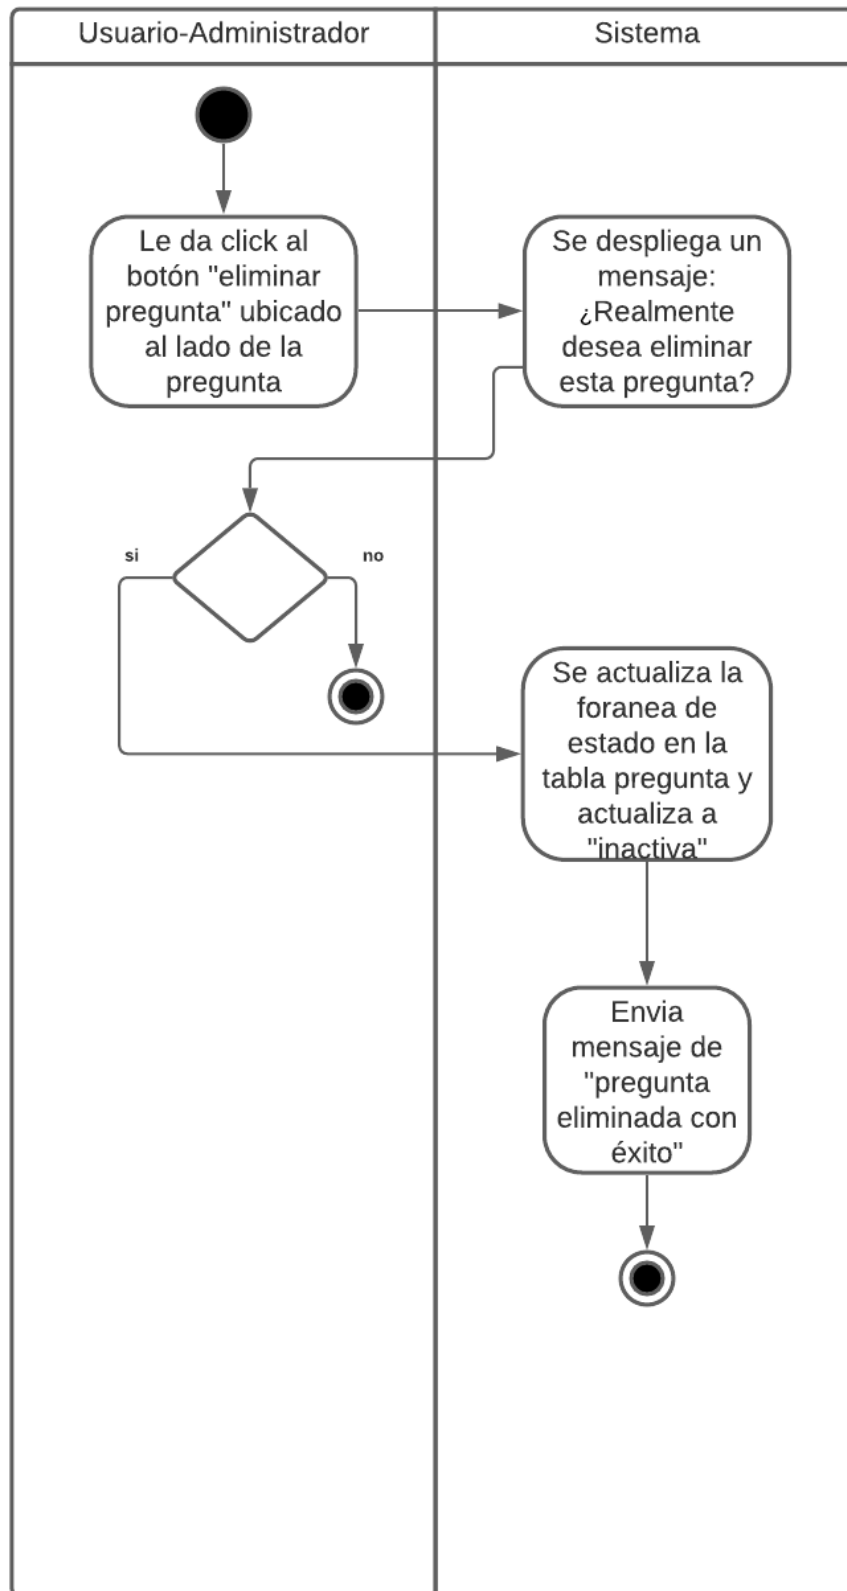 Usuario-Administrador
Sistema
Le da click al
botón "eliminar
pregunta" ubicado
al lado de la
pregunta
Se despliega un
mensaje:
¿Realmente
desea eliminar
esta pregunta?
si
no
Se actualiza la
foranea de
estado en la
tabla pregunta y
actualiza a
"inactiva"
Envia
mensaje de
"pregunta
eliminada con
éxito"